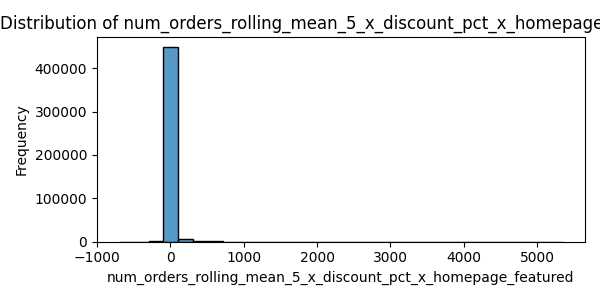 Distribution of num_orders_rolling_mean_5_x_discount_pct_x_homepage
400000
300000
200000
100000
0
Frequency
−1000 0 1000 2000 3000 4000 5000
num_orders_rolling_mean_5_x_discount_pct_x_homepage_featured